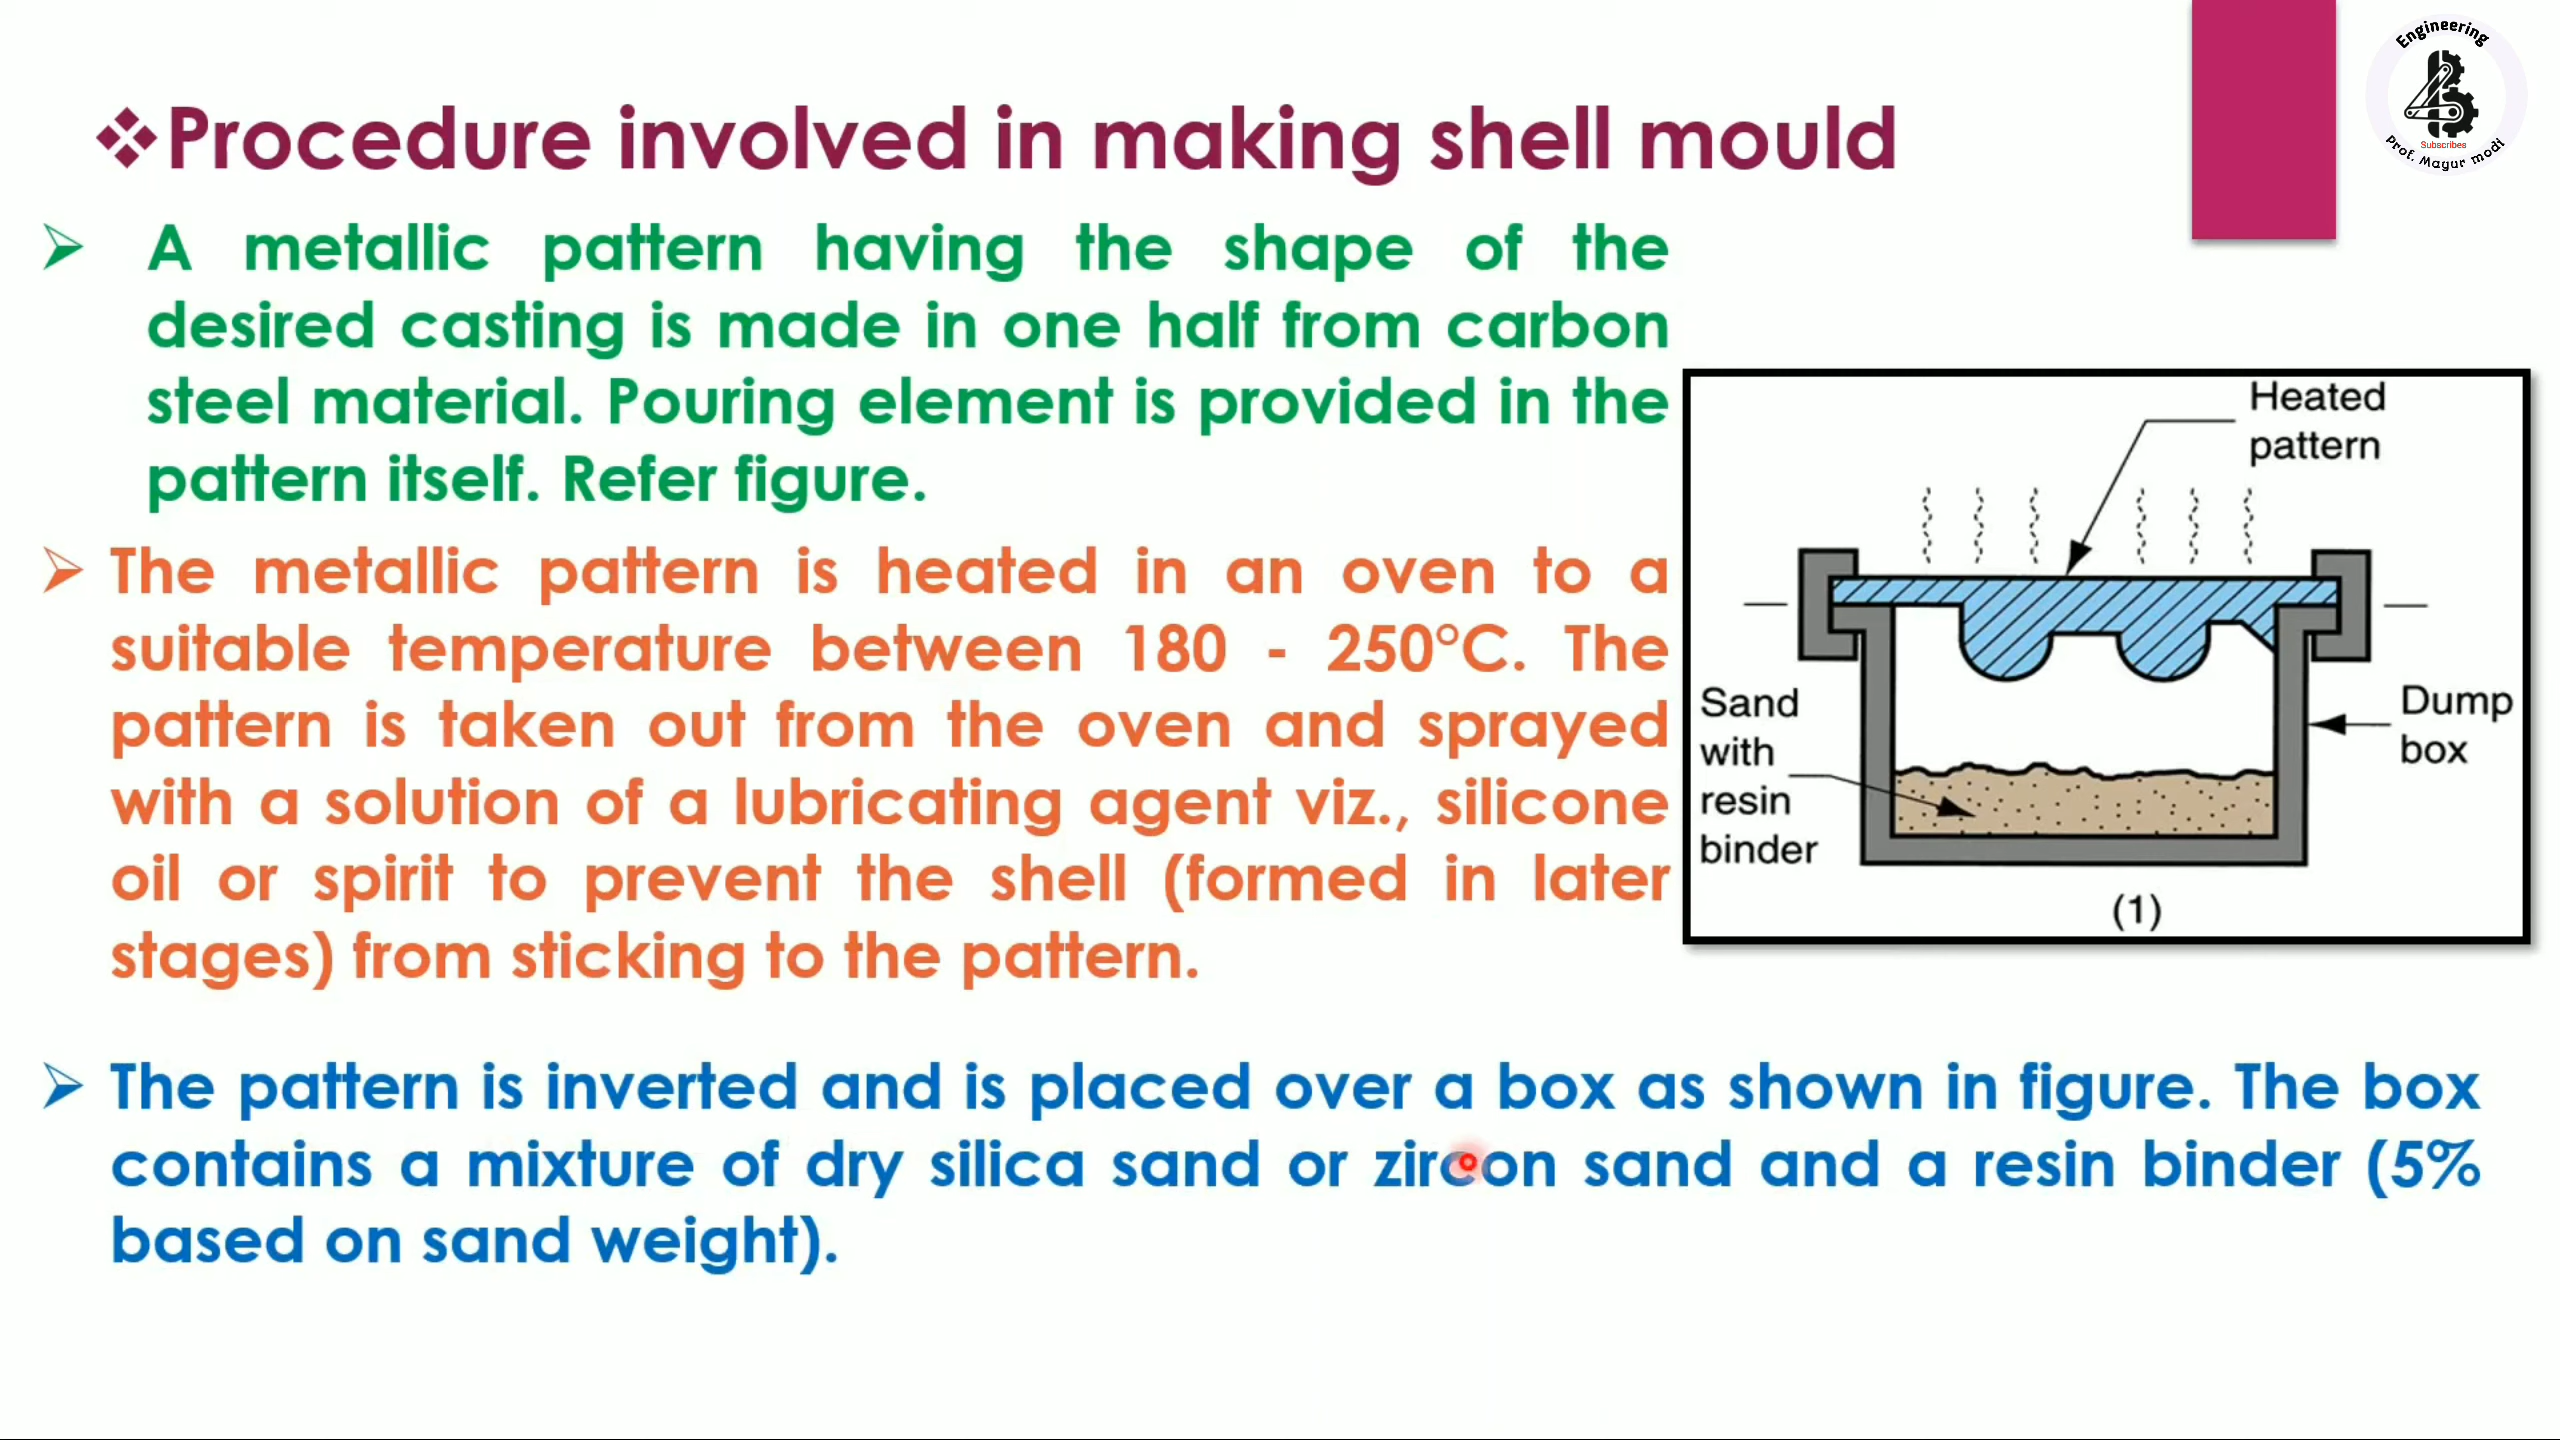 Engineering
Subscribes
Prof. Mayur modi
❖Procedure involved in making shell mould
➢ A metallic pattern having the shape of the
desired casting is made in one half from carbon
steel material. Pouring element is provided in the
pattern itself. Refer figure.
➢ The metallic pattern is heated in an oven to a
suitable temperature between 180 - 250°C. The
pattern is taken out from the oven and sprayed
with a solution of a lubricating agent viz., silicone
oil or spirit to prevent the shell (formed in later
stages) from sticking to the pattern.
Heated
pattern
Sand
with
resin
binder
Dump
box
(1)
➢ The pattern is inverted and is placed over a box as shown in figure. The box
contains a mixture of dry silica sand or zircon sand and a resin binder (5%
based on sand weight).